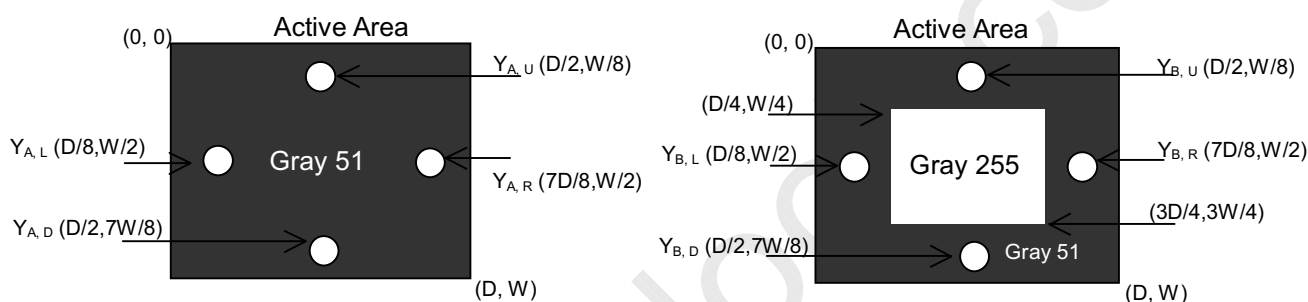 Active Area
(0, 0)
Y_A, U (D/2,W/8)
Y_A, L (D/8,W/2)
Gray 51
Y_A, R (7D/8,W/2)
Y_A, D (D/2,7W/8)
(D, W)
Active Area
(0, 0)
Y_B, U (D/2,W/8)
(D/4,W/4)
Y_B, L (D/8,W/2)
Gray 255
Y_B, R (7D/8,W/2)
(3D/4,3W/4)
Y_B, D (D/2,7W/8)
Gray 51
(D, W)